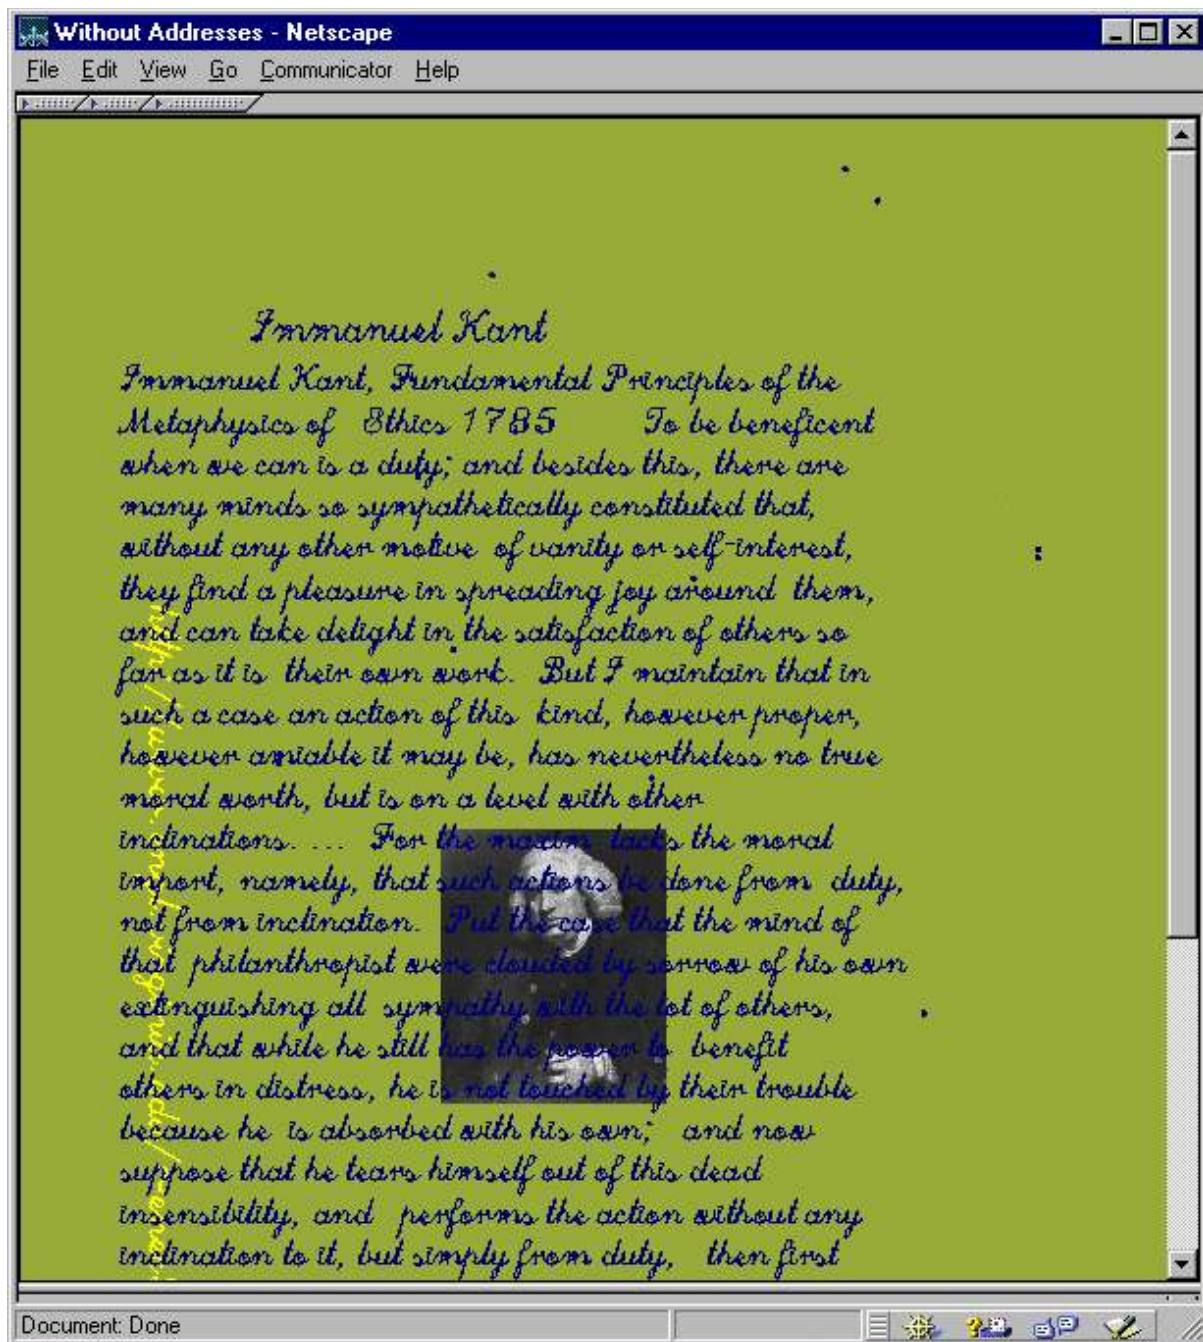 Without Addresses - Netscape
File Edit View Go Communicator Help
Immanuel Kant
Immanuel Kant, Fundamental Principles of the
Metaphysics of Ethics 1785 To be beneficent
when we can is a duty; and besides this, there are
many minds so sympathetically constituted that,
without any other motive of vanity or self-interest,
they find a pleasure in spreading joy around them,
and can take delight in the satisfaction of others so
far as it is their own work. But I maintain that in
such a case an action of this kind, however proper,
however amiable it may be, has nevertheless no true
moral worth, but is on a level with other
inclinations. ... For the maxim lacks the moral
import, namely, that such actions be done from duty,
not from inclination. Put the case that the mind of
that philanthropist were clouded by sorrow of his own
extinguishing all sympathy with the lot of others,
and that while he still has the power to benefit
others in distress, he is not touched by their trouble
because he is absorbed with his own; and now
suppose that he tears himself out of this dead
insensibility, and performs the action without any
inclination to it, but simply from duty, then first
Document: Done